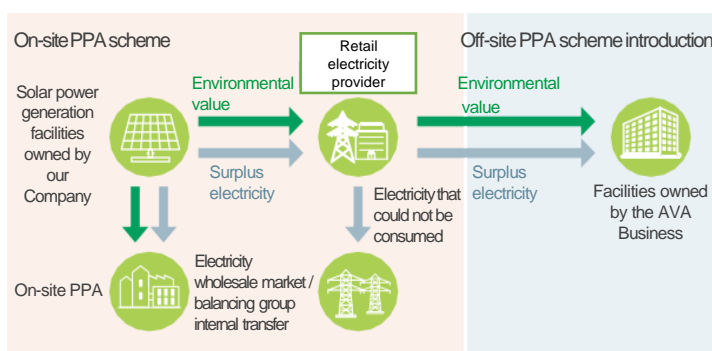 On-site PPA scheme
Retail
electricity
provider
Off-site PPA scheme introduction
Solar power
generation
facilities
owned by
our
Company
Environmental
value
Surplus
electricity
Environmental
value
Surplus
electricity
Facilities owned
by the AVA
Business
Electricity that
could not be
consumed
On-site PPA
Electricity
wholesale market /
balancing group
internal transfer